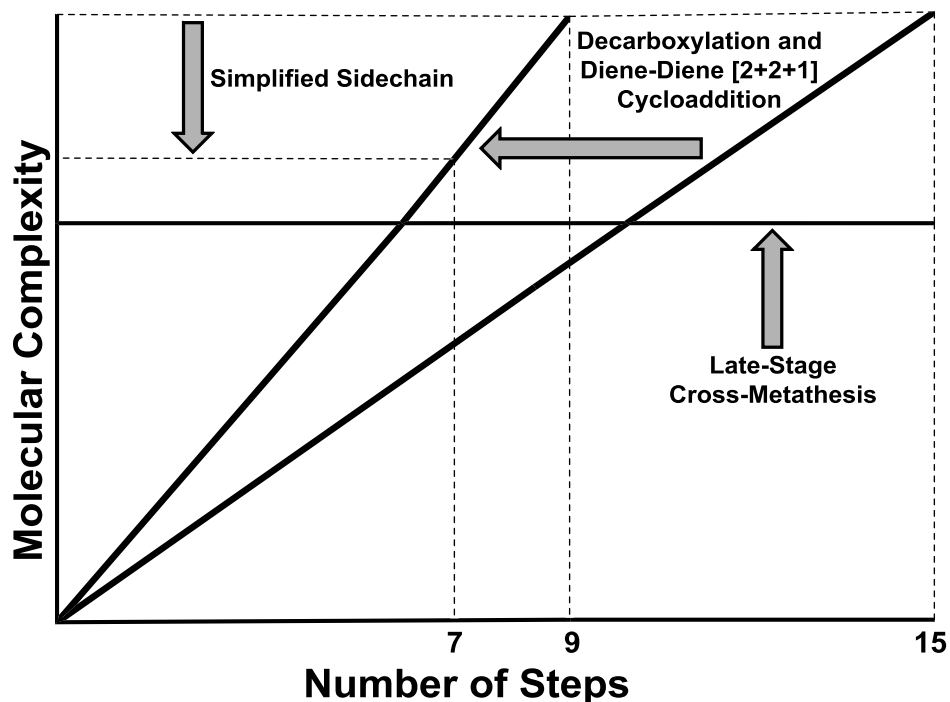 Decarboxylation and
Diene-Diene [2+2+1]
Cycloaddition
Simplified Sidechain
Late-Stage
Cross-Metathesis
Molecular Complexity
7
9
15
Number of Steps